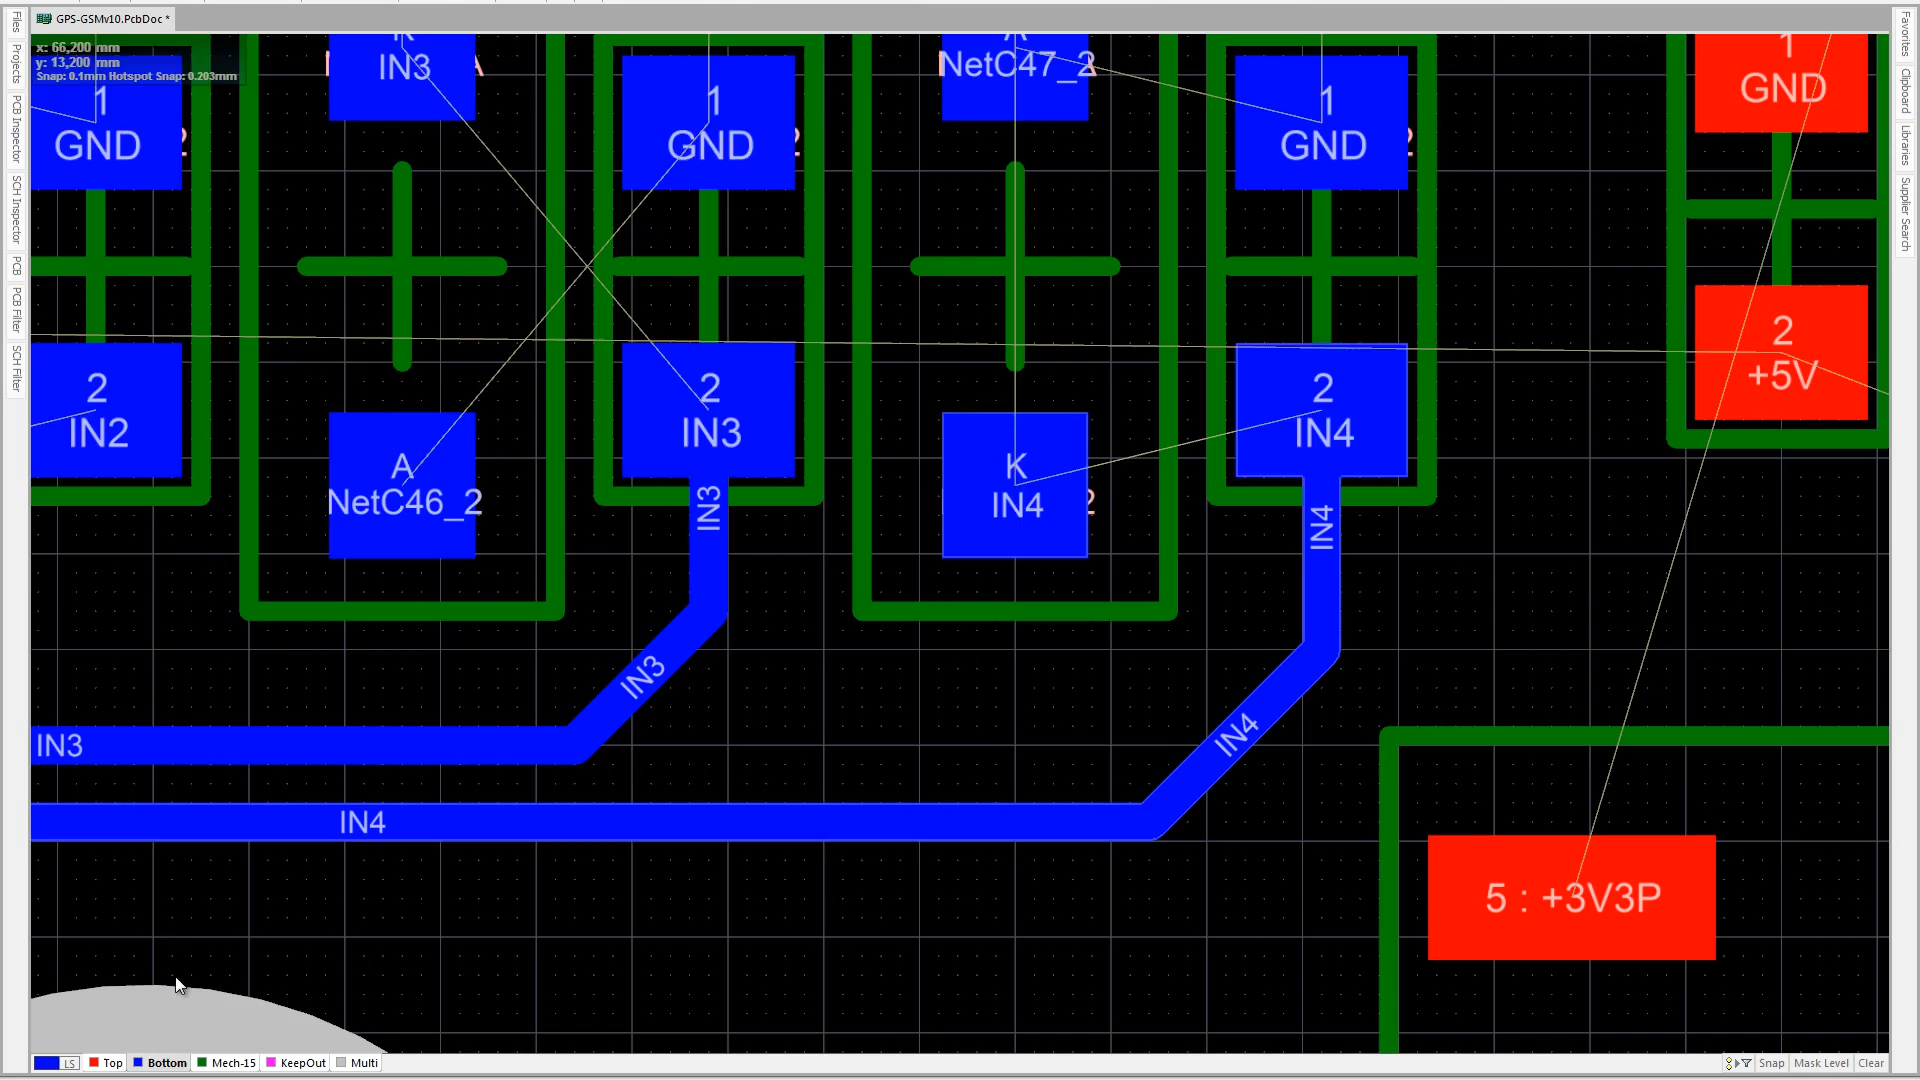 GPS-GSMv10.PcbDoc *
x: 66,200 mm
y: 13,200 mm
Snap: 0.1mm Hotspot Snap: 0.203mm
Files
Projects
PCB Inspector
SCH Inspector
PCB
PCB Filter
SCH Filter
Favorites
Clipboard
Libraries
Supplier Search
IN3
NetC47_2
1
GND
1
GND
1
GND
1
GND
2
IN2
A
NetC46_2
2
IN3
K
IN4
2
IN4
2
+5V
IN3
IN4
IN3
IN4
IN3
IN4
5 : +3V3P
LS
Top
Bottom
Mech-15
KeepOut
Multi
Snap
Mask Level
Clear